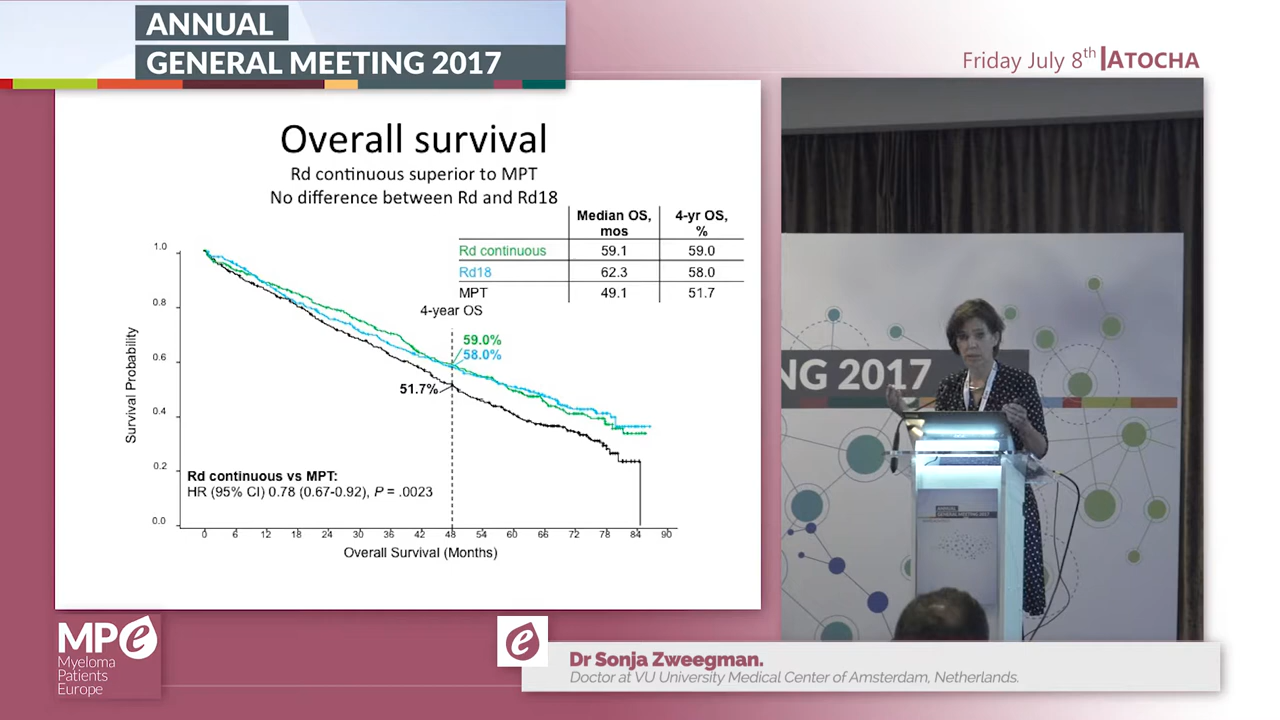 ANNUAL
GENERAL MEETING 2017
Friday July 8th | ATOCHA
Overall survival
Rd continuous superior to MPT
No difference between Rd and Rd18
Median OS, mos
4-yr OS, %
Rd continuous 59.1 59.0
Rd18 62.3 58.0
MPT 49.1 51.7
4-year OS
59.0%
58.0%
51.7%
Survival Probability
1.0
0.8
0.6
0.4
0.2
0.0
Rd continuous vs MPT:
HR (95% CI) 0.78 (0.67-0.92), P = .0023
0 6 12 18 24 30 36 42 48 54 60 66 72 78 84 90
Overall Survival (Months)
NG 2017
ANNUAL
GENERAL MEETING 2017
MPe
Myeloma
Patients
Europe
e
Dr Sonja Zweegman.
Doctor at VU University Medical Center of Amsterdam, Netherlands.